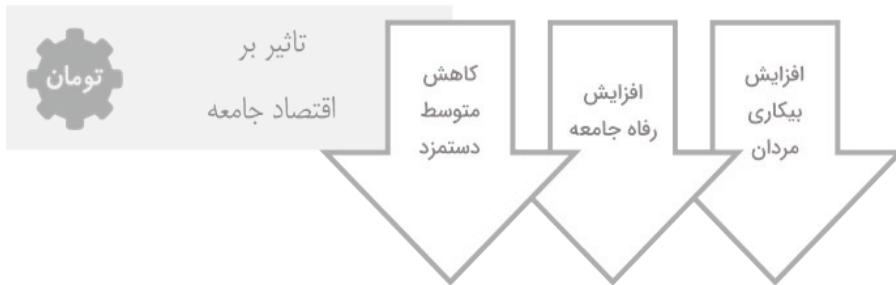 تاثیر بر
اقتصاد جامعه
تومان
افزایش
بیکاری
مردان
افزایش
رفاه جامعه
کاهش
متوسط
دستمزد